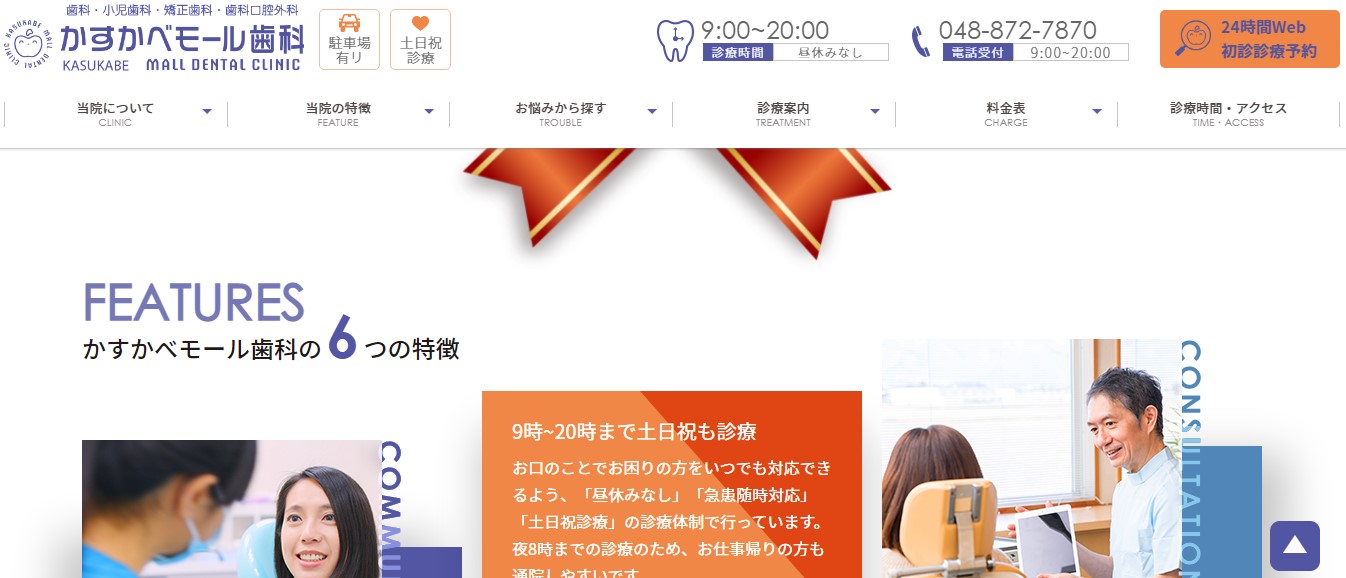 歯科・小児歯科・矯正歯科・歯科口腔外科
KASUKABE MALL DENTAL CLINIC
かすかべモール歯科
KASUKABE MALL DENTAL CLINIC
駐車場
有リ
土日祝
診療
9:00~20:00
診療時間 昼休みなし
048-872-7870
電話受付 9:00~20:00
24時間Web
初診診療予約
当院について
CLINIC
当院の特徴
FEATURE
お悩みから探す
TROUBLE
診療案内
TREATMENT
料金表
CHARGE
診療時間・アクセス
TIME・ACCESS
FEATURES
かすかべモール歯科の6つの特徴
COMMU
9時~20時まで土日祝も診療
お口のことでお困りの方をいつでも対応でき
るよう、「昼休みなし」「急患随時対応」
「土日祝診療」の診療体制で行っています。
夜8時までの診療のため、お仕事帰りの方も
通院しやすいです
CONSULTATION